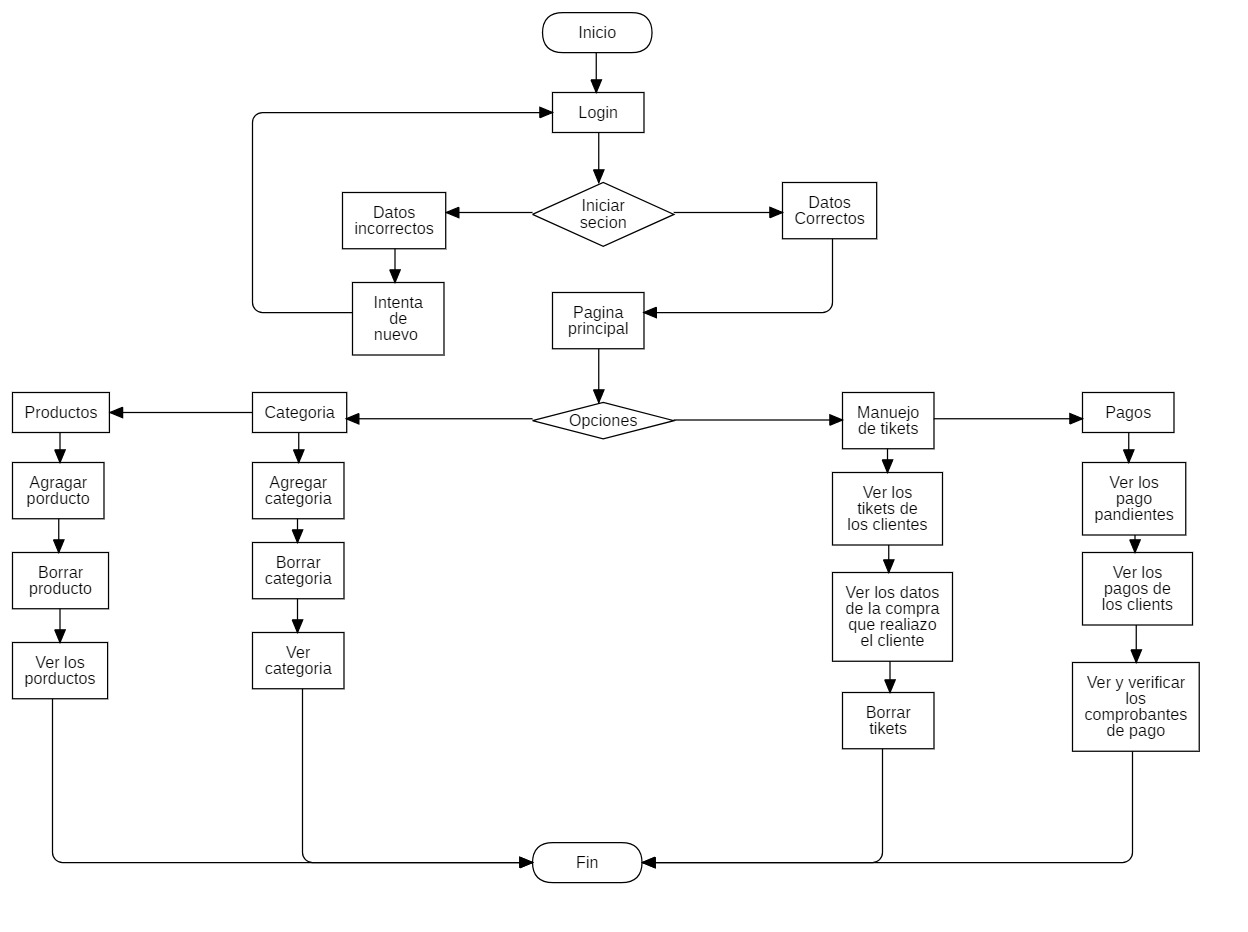 Inicio
Login
Iniciar
secion
Datos
incorrectos
Datos
Correctos
Intenta
de
nuevo
Pagina
principal
Opciones
Productos
Categoria
Manuejo
de tikets
Pagos
Agragar
porducto
Borrar
producto
Ver los
porductos
Agregar
categoria
Borrar
categoria
Ver
categoria
Ver los
tikets de
los clientes
Ver los datos
de la compra
que realiazo
el cliente
Borrar
tikets
Ver los
pago
pandientes
Ver los
pagos de
los clients
Ver y verificar
los
comprobantes
de pago
Fin